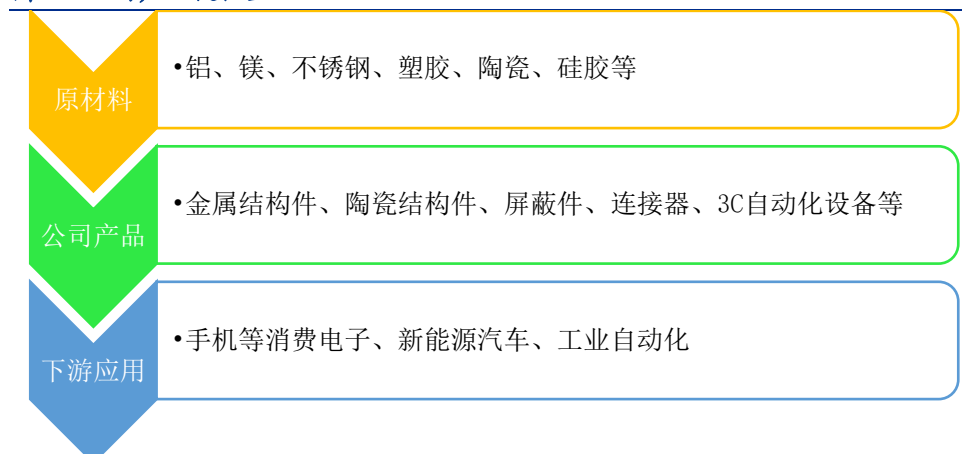 原材料
•铝、镁、不锈钢、塑胶、陶瓷、硅胶等
公司产品
•金属结构件、陶瓷结构件、屏蔽件、连接器、3C自动化设备等
下游应用
•手机等消费电子、新能源汽车、工业自动化